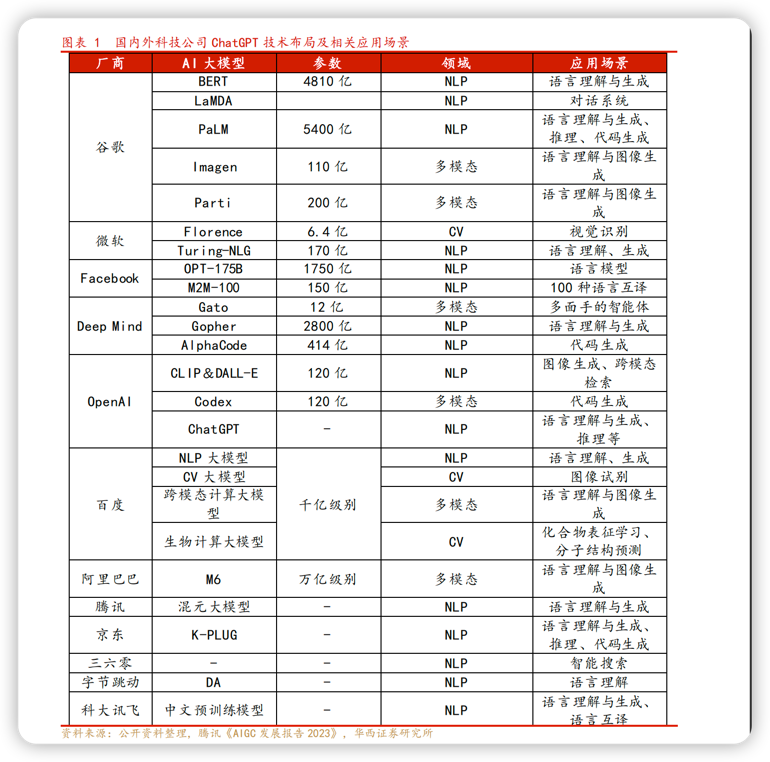 图表 1 国内外科技公司 ChatGPT 技术布局及相关应用场景
厂商 AI 大模型 参数 领域 应用场景
谷歌
BERT 4810 亿 NLP 语言理解与生成
LaMDA NLP 对话系统
PaLM 5400 亿 NLP 语言理解与生成、
推理、代码生成
Imagen 110 亿 多模态 语言理解与图像生
成
Parti 200 亿 多模态 语言理解与图像生
成
微软
Florence 6.4 亿 CV 视觉识别
Turing-NLG 170 亿 NLP 语言理解、生成
Facebook
OPT-175B 1750 亿 NLP 语言模型
M2M-100 150 亿 NLP 100 种语言互译
Deep Mind
Gato 12 亿 多模态 多面手的智能体
Gopher 2800 亿 NLP 语言理解与生成
AlphaCode 414 亿 代码生成
OpenAI
CLIP&DALL-E 120 亿 NLP 图像生成、跨模态
检索
Codex 120 亿 多模态 代码生成
ChatGPT - NLP 语言理解与生成、
推理等
百度
千亿级别
NLP 大模型 NLP 语言理解、生成
CV 大模型 CV 图像试别
跨模态计算大模
型 多模态 语言理解与图像生
成
生物计算大模型 CV 化合物表征学习、
分子结构预测
阿里巴巴 M6 万亿级别 多模态 语言理解与图像生
成
腾讯 混元大模型 - NLP 语言理解与生成
京东 K-PLUG - NLP 语言理解与生成、
推理、代码生成
三六零 - - NLP 智能搜索
字节跳动 DA - NLP 语言理解
科大讯飞 中文预训练模型 - NLP 语言理解与生成、
语言互译
资料来源：公开资料整理，腾讯《AIGC 发展报告 2023》，华西证券研究所